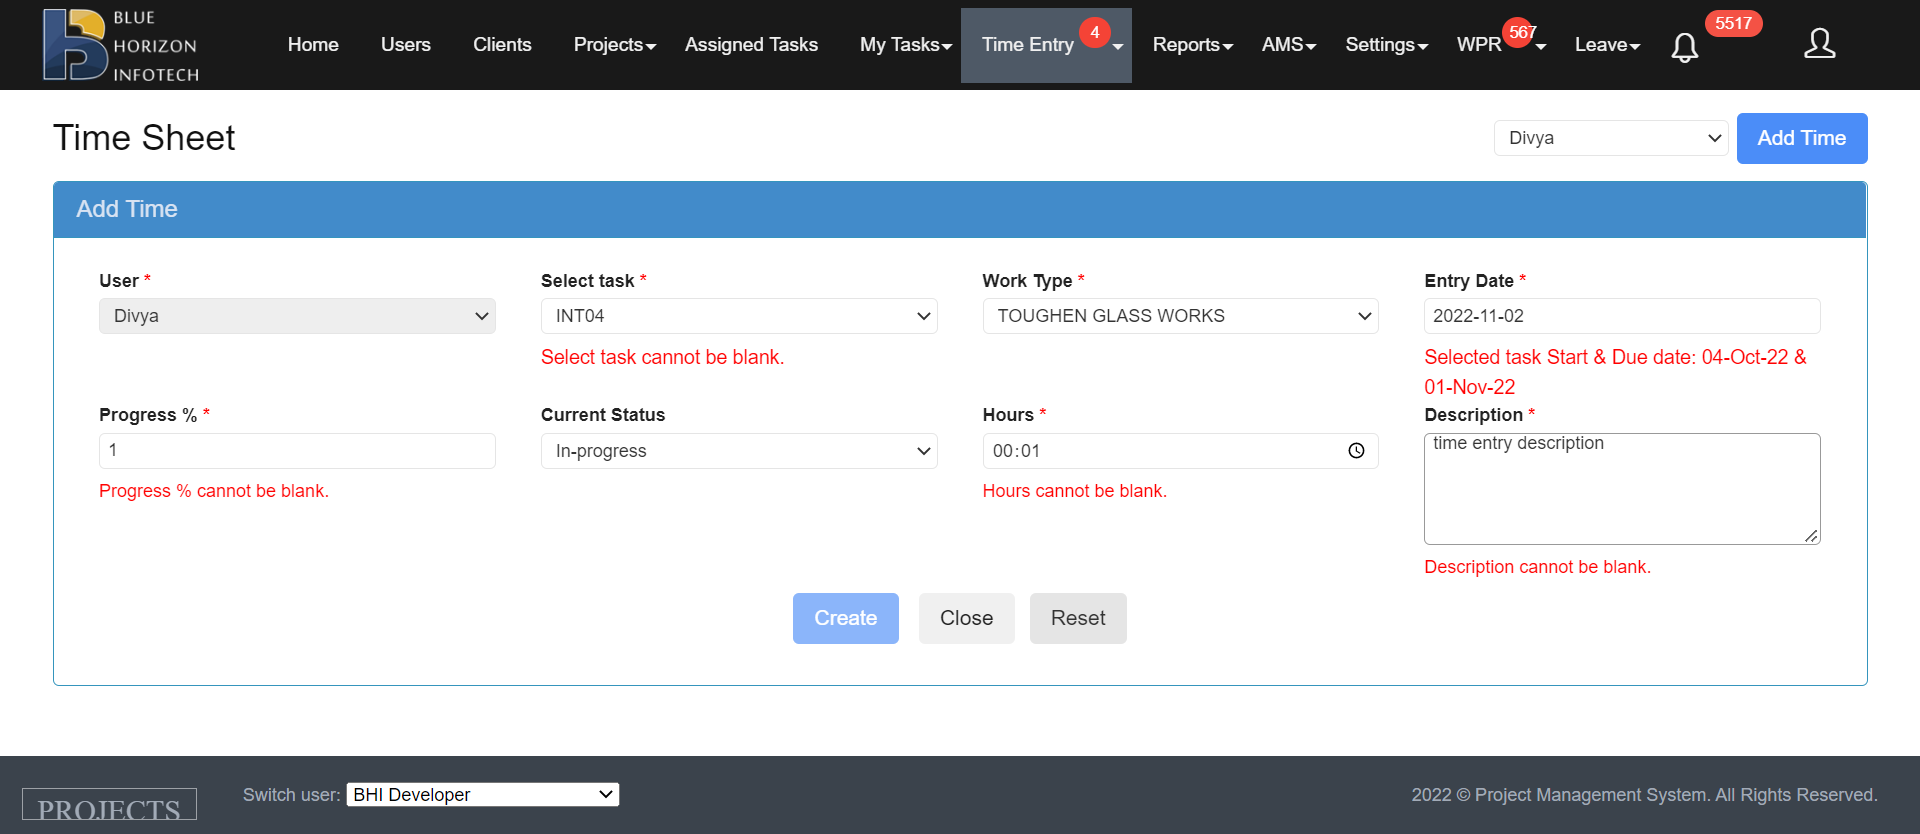 BLUE
HORIZON
INFOTECH
Home
Users
Clients
Projects
Assigned Tasks
My Tasks
Time Entry
4
Reports
AMS
Settings
WPR
567
Leave
5517
Time Sheet
Divya
Add Time
Add Time
User *
Select task *
Work Type *
Entry Date *
Divya
INT04
TOUGHEN GLASS WORKS
2022-11-02
Select task cannot be blank.
Selected task Start & Due date: 04-Oct-22 &
01-Nov-22
Progress % *
Current Status
Hours *
Description *
1
In-progress
00:01
time entry description
Progress % cannot be blank.
Hours cannot be blank.
Description cannot be blank.
Create
Close
Reset
PROJECTS
Switch user:
BHI Developer
2022 © Project Management System. All Rights Reserved.